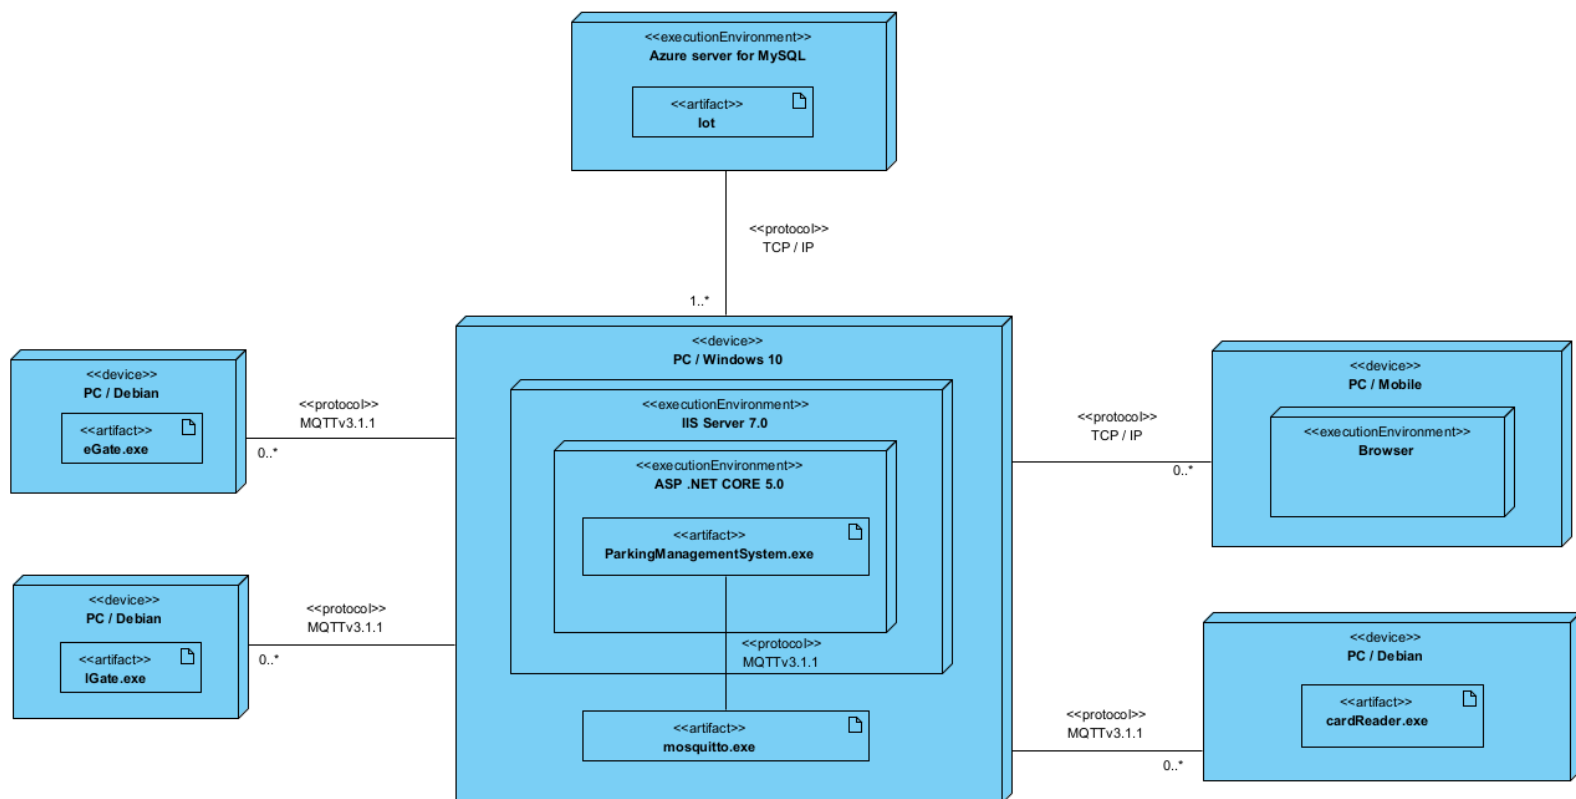 <<executionEnvironment>>
Azure server for MySQL
<<artifact>>
Iot
<<protocol>>
TCP / IP
1..*
<<device>>
PC / Windows 10
<<executionEnvironment>>
IIS Server 7.0
<<executionEnvironment>>
ASP .NET CORE 5.0
<<artifact>>
ParkingManagementSystem.exe
<<protocol>>
MQTTv3.1.1
<<artifact>>
mosquitto.exe
<<device>>
PC / Debian
<<artifact>>
eGate.exe
<<protocol>>
MQTTv3.1.1
0..*
<<device>>
PC / Debian
<<artifact>>
IGate.exe
<<protocol>>
MQTTv3.1.1
0..*
<<protocol>>
TCP / IP
0..*
<<device>>
PC / Mobile
<<executionEnvironment>>
Browser
<<protocol>>
MQTTv3.1.1
0..*
<<device>>
PC / Debian
<<artifact>>
cardReader.exe